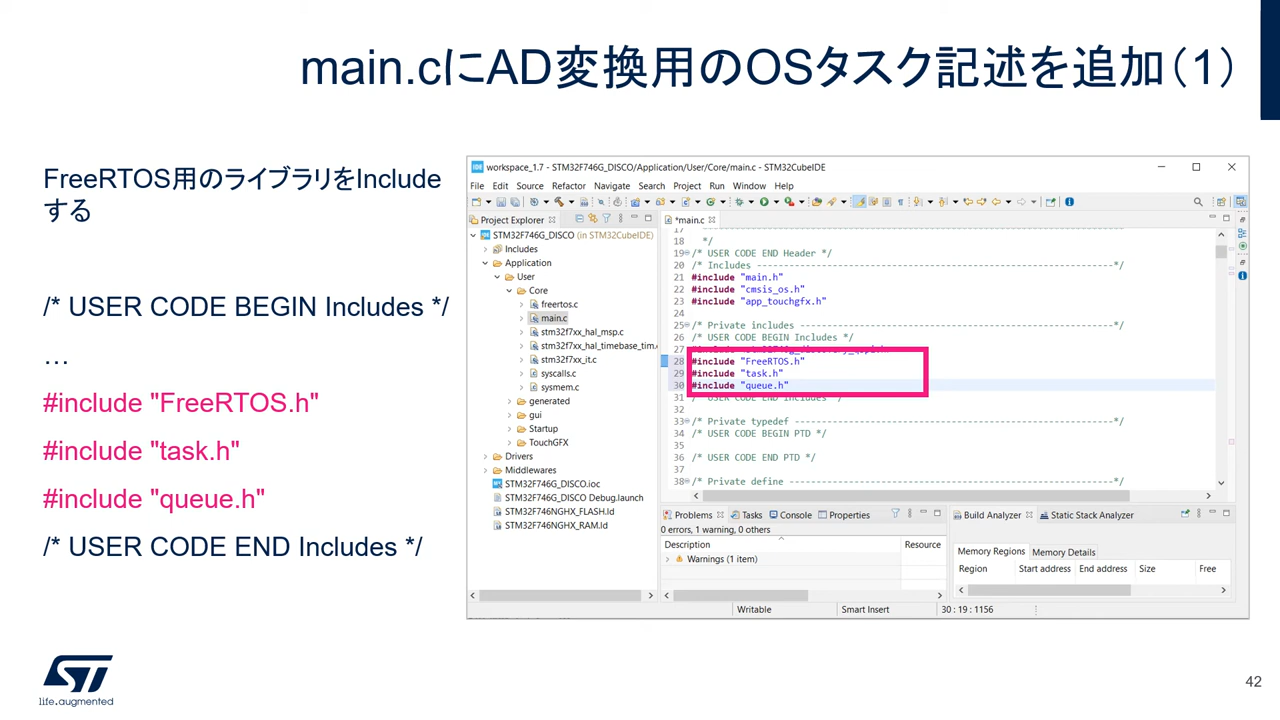 main.cにAD変換用のOSタスク記述を追加（1）
FreeRTOS用のライブラリをInclude
する
/* USER CODE BEGIN Includes */
…
#include "FreeRTOS.h"
#include "task.h"
#include "queue.h"
/* USER CODE END Includes */
workspace_1.7 - STM32F746G_DISCO/Application/User/Core/main.c - STM32CubeIDE
File Edit Source Refactor Navigate Search Project Run Window Help
Project Explorer
STM32F746G_DISCO (in STM32CubeIDE)
Includes
Application
User
Core
freertos.c
main.c
stm32f7xx_hal_msp.c
stm32f7xx_hal_timebase_tim.
stm32f7xx_it.c
syscalls.c
sysmem.c
generated
gui
Startup
TouchGFX
Drivers
Middlewares
STM32F746G_DISCO.ioc
STM32F746G_DISCO Debug.launch
STM32F746NGHX_FLASH.ld
STM32F746NGHX_RAM.ld
*main.c
17
18 */
19 /* USER CODE END Header */
20 /* Includes ------------------------------------------------------------------*/
21 #include "main.h"
22 #include "cmsis_os.h"
23 #include "app_touchgfx.h"
24
25 /* Private includes ----------------------------------------------------------*/
26 /* USER CODE BEGIN Includes */
27
28 #include "FreeRTOS.h"
29 #include "task.h"
30 #include "queue.h"
31 /* USER CODE END Includes */
32
33 /* Private typedef -----------------------------------------------------------*/
34 /* USER CODE BEGIN PTD */
35
36 /* USER CODE END PTD */
37
38 /* Private define ------------------------------------------------------------*/
Problems Tasks Console Properties
0 errors, 1 warning, 0 others
Description Resource
Warnings (1 item)
Build Analyzer Static Stack Analyzer
Memory Regions Memory Details
Region Start address End address Size Free
Writable Smart Insert 30 : 19 : 1156
ST
life.augmented
42